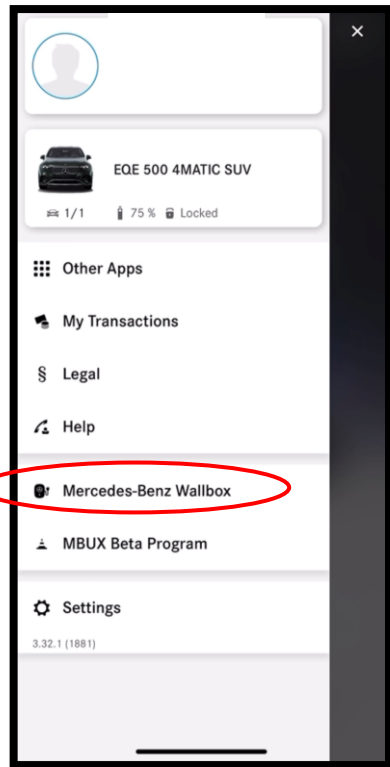 EQE 500 4MATIC SUV
1/1 75 % Locked
Other Apps
My Transactions
§ Legal
Help
Mercedes-Benz Wallbox
MBUX Beta Program
Settings
3.32.1 (1881)